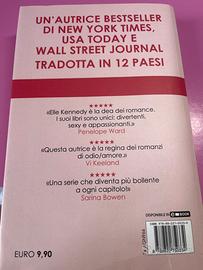 UN'AUTRICE BESTSELLER
DI NEW YORK TIMES,
USA TODAY E
WALL STREET JOURNAL
TRADOTTA IN 12 PAESI
★★★★★
«Elle Kennedy è la dea dei romance.
I suoi libri sono unici: divertenti,
sexy e appassionanti.»
Penelope Ward
★★★★★
«Questa autrice è la regina dei romanzi
di odio/amore.»
Vi Keeland
★★★★★
«Una serie che diventa più bollente
a ogni capitolo!»
Sarina Bowen
DISPONIBILE IN
BOOK
EURO 9,90